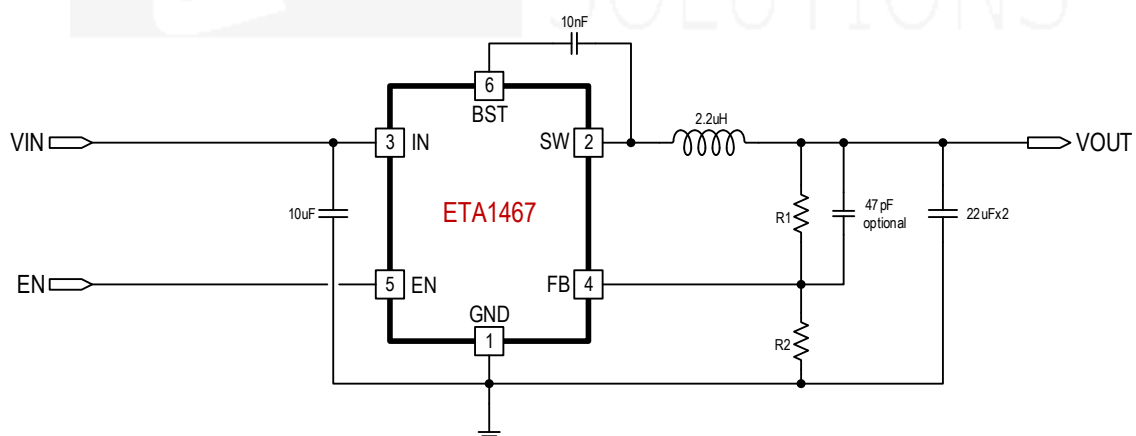 SOLUTIONS
10nF
6
BST
VIN
3
IN
SW
2
2.2uH
VOUT
10uF
ETA1467
R1
47pF
optional
22uFx2
EN
5
EN
FB
4
GND
1
R2